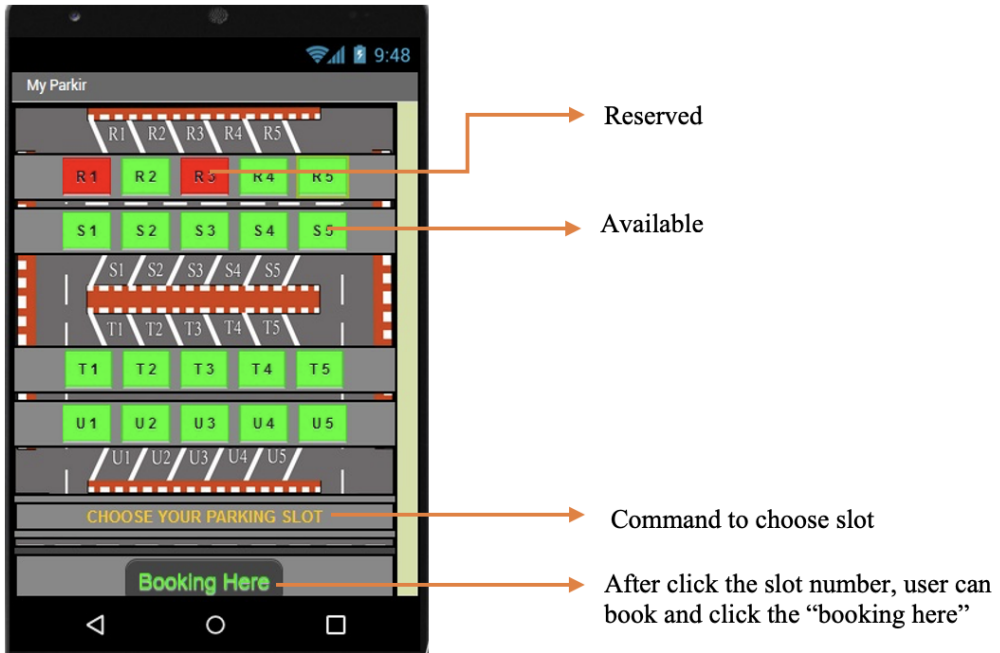 9:48
My Parkir
R1 R2 R3 R4 R5
R 1 R 2 R 3 R 4 R 5
S 1 S 2 S 3 S 4 S 5
S1 S2 S3 S4 S5
T1 T2 T3 T4 T5
T 1 T 2 T 3 T 4 T 5
U 1 U 2 U 3 U 4 U 5
U1 U2 U3 U4 U5
CHOOSE YOUR PARKING SLOT
Booking Here
Reserved
Available
Command to choose slot
After click the slot number, user can
book and click the “booking here”